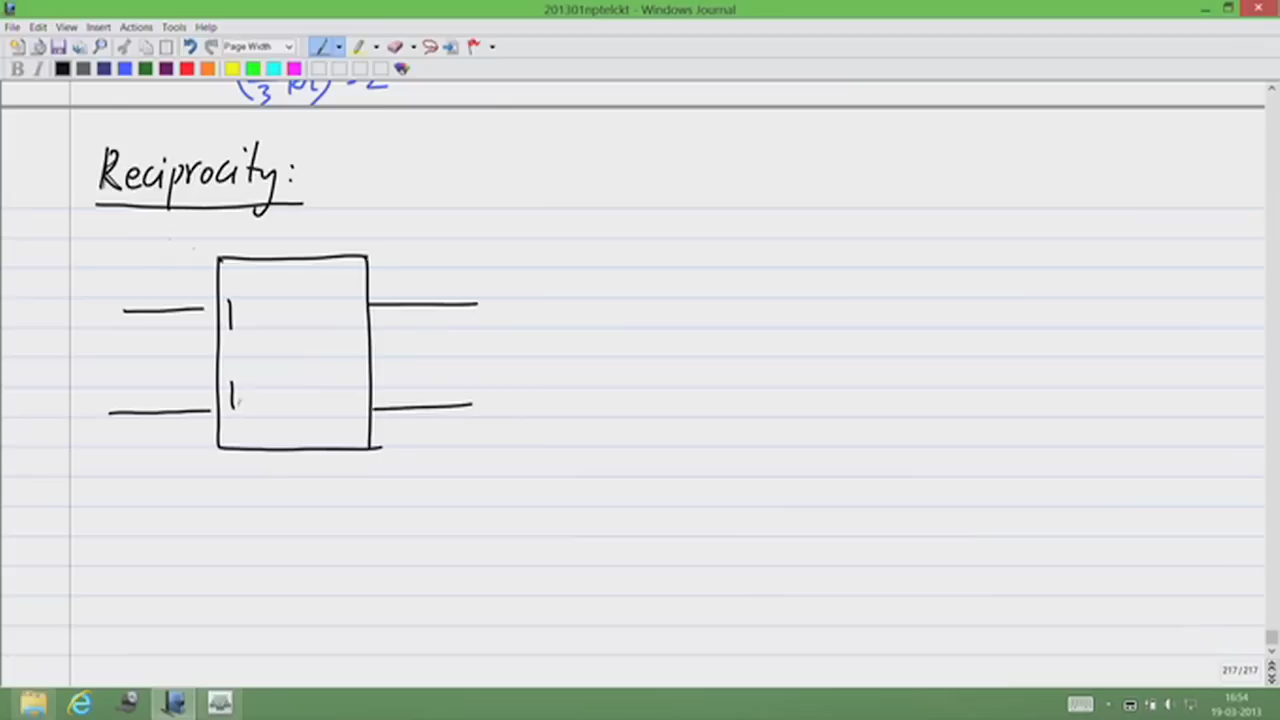 201301nptelckt - Windows Journal
File Edit View Insert Actions Tools Help
Page Width
B I
Reciprocity:
1
1
217/217
16:54
19-03-2013